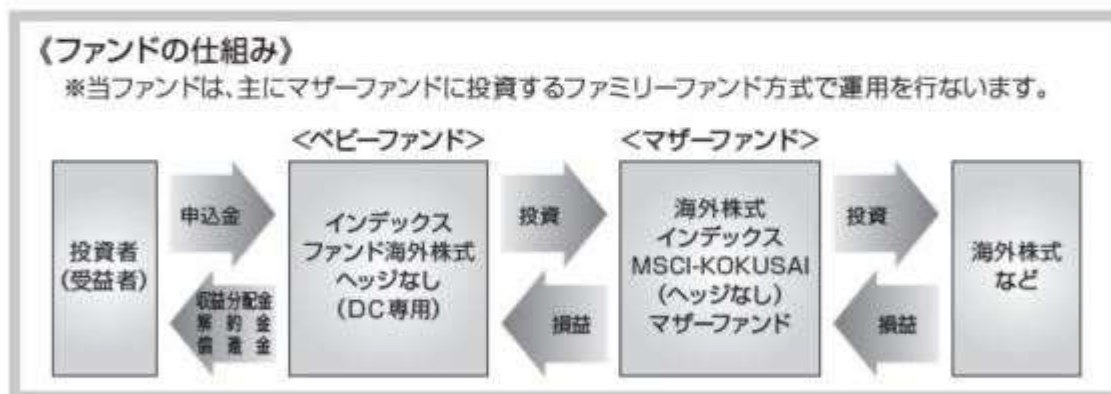 《ファンドの仕組み》
※当ファンドは、主にマザーファンドに投資するファミリーファンド方式で運用を行ないます。
<ベビーファンド>
<マザーファンド>
投資者
(受益者)
申込金
収益分配金
解約金
償還金
インデックス
ファンド海外株式
ヘッジなし
(DC専用)
投資
損益
海外株式
インデックス
MSCI-KOKUSAI
(ヘッジなし)
マザーファンド
投資
損益
海外株式
など